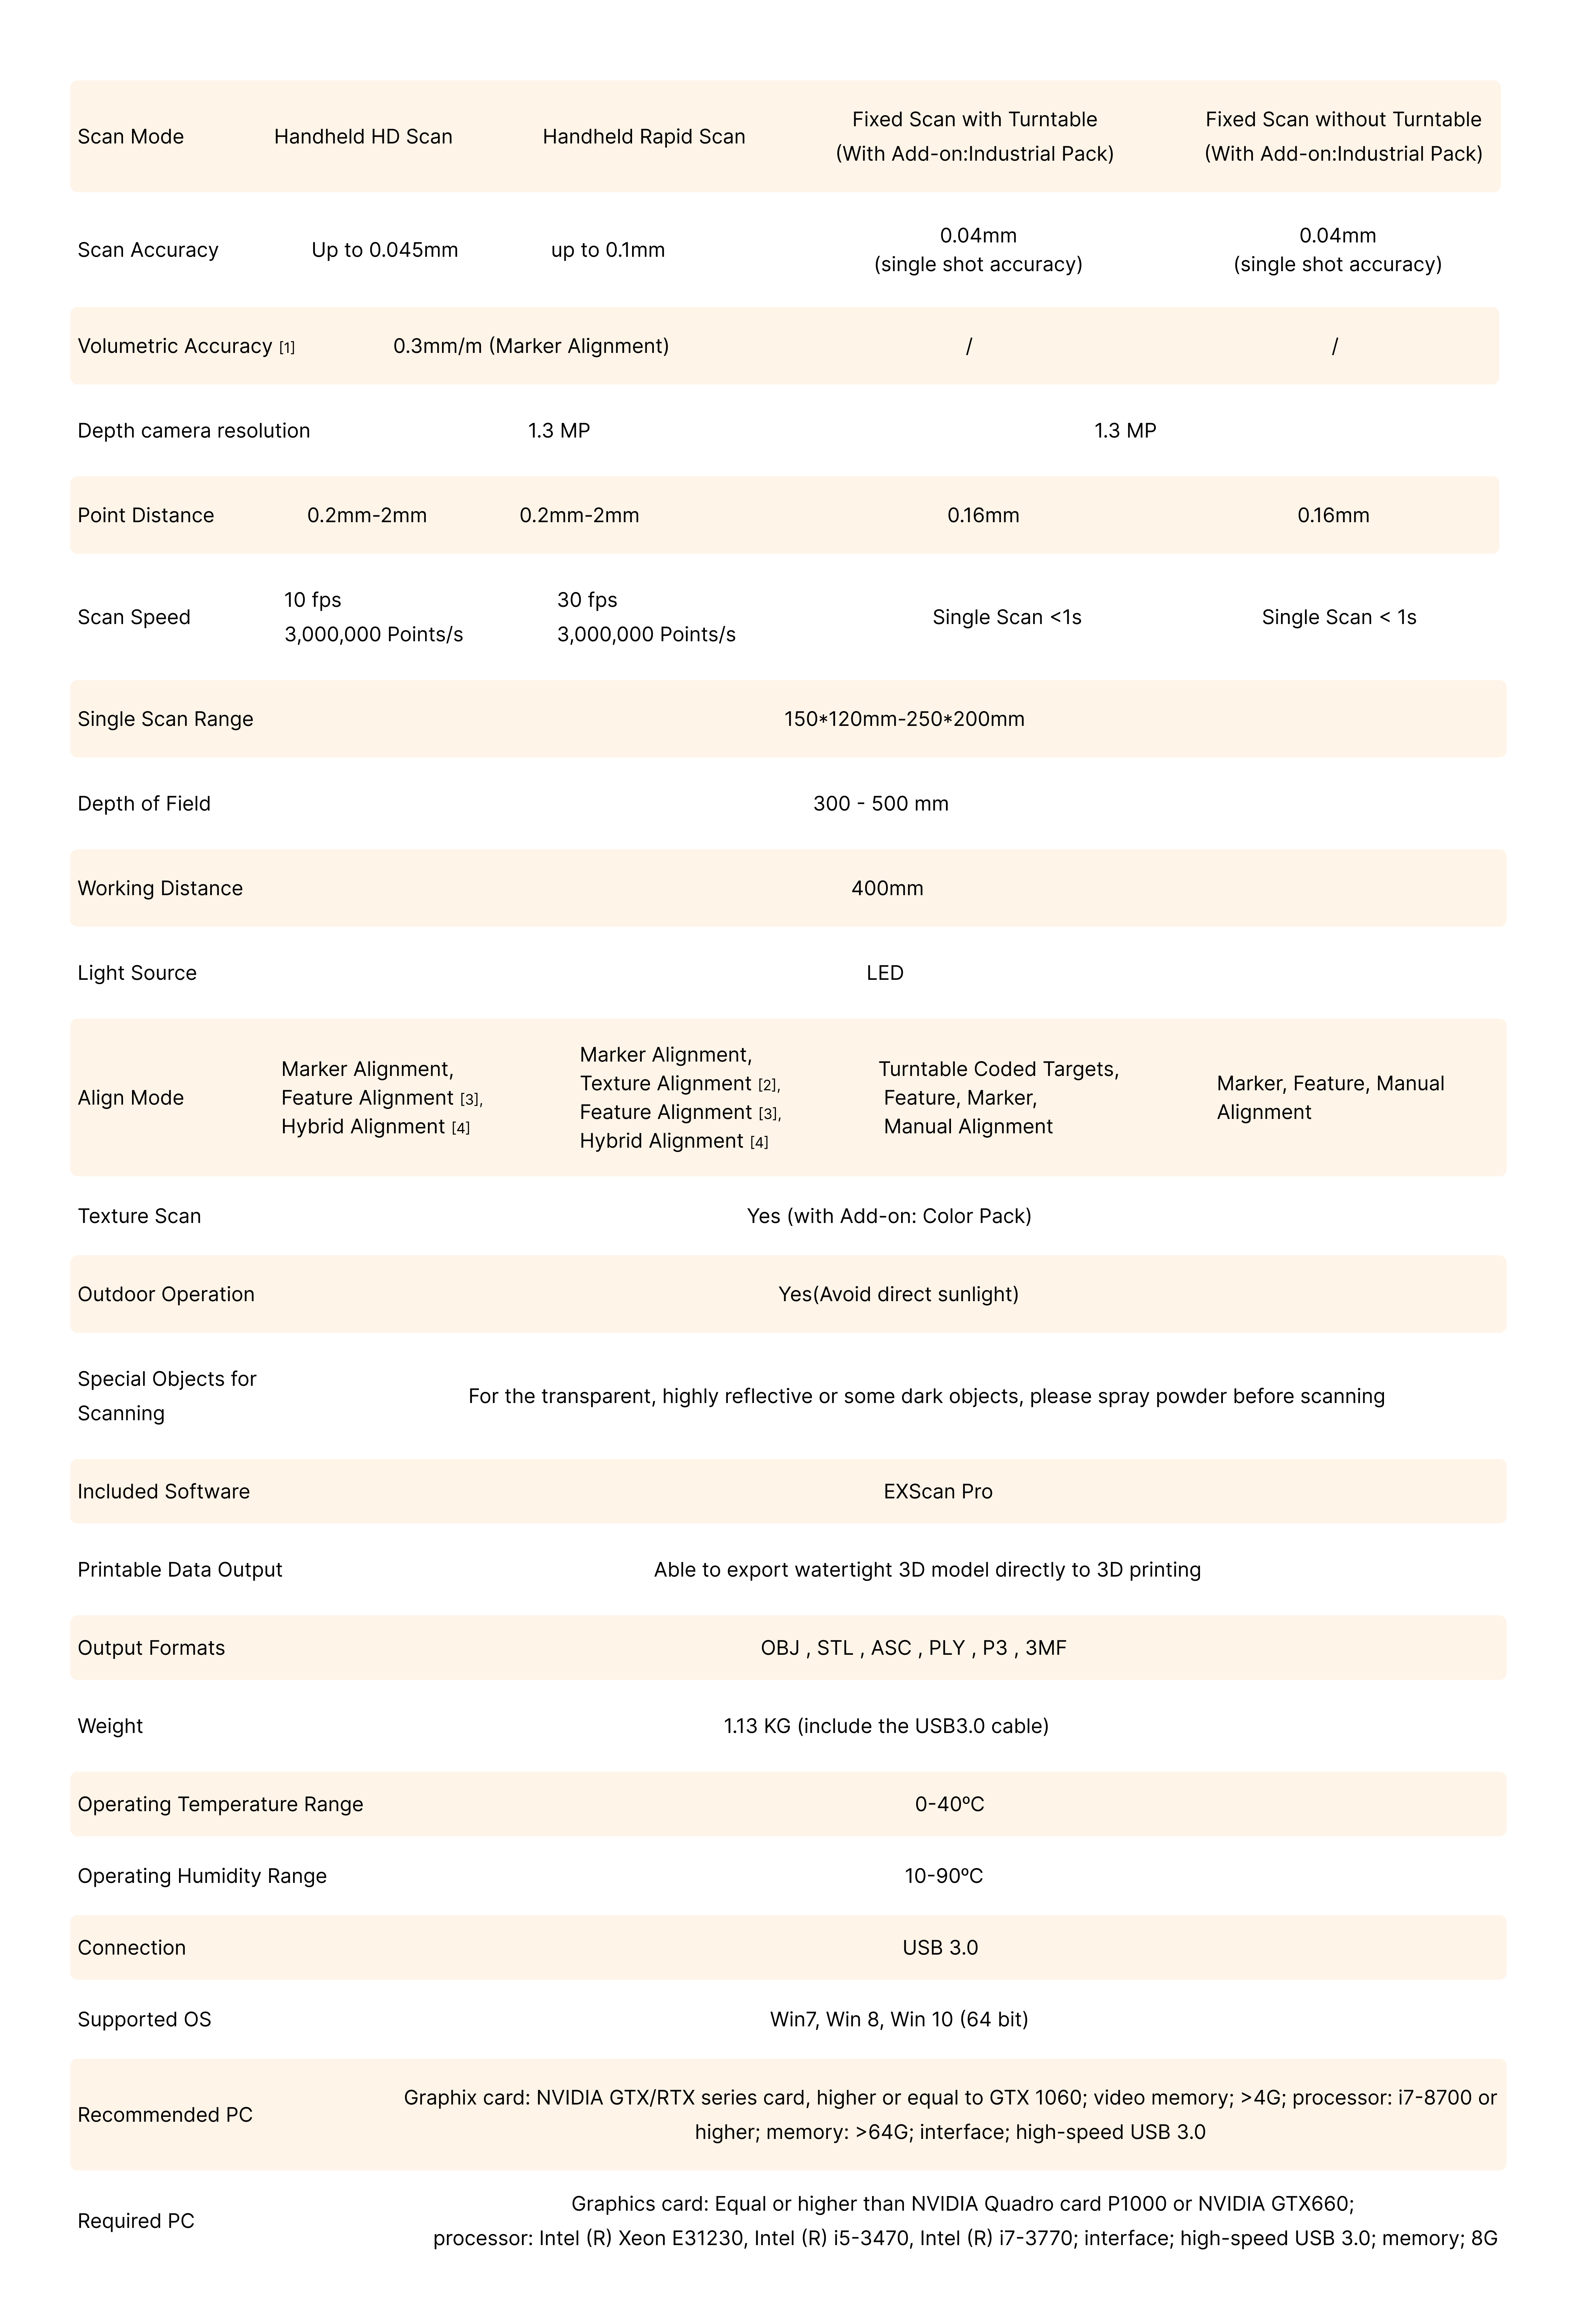 Scan Mode Handheld HD Scan Handheld Rapid Scan Fixed Scan with Turntable Fixed Scan without Turntable
(With Add-on:Industrial Pack) (With Add-on:Industrial Pack)
Scan Accuracy Up to 0.045mm up to 0.1mm 0.04mm 0.04mm
(single shot accuracy) (single shot accuracy)
Volumetric Accuracy [1] 0.3mm/m (Marker Alignment) / /
Depth camera resolution 1.3 MP 1.3 MP
Point Distance 0.2mm-2mm 0.2mm-2mm 0.16mm 0.16mm
Scan Speed 10 fps 30 fps Single Scan <1s Single Scan < 1s
3,000,000 Points/s 3,000,000 Points/s
Single Scan Range 150*120mm-250*200mm
Depth of Field 300 - 500 mm
Working Distance 400mm
Light Source LED
Align Mode
Marker Alignment,
Feature Alignment [3],
Hybrid Alignment [4]
Marker Alignment,
Texture Alignment [2],
Feature Alignment [3],
Hybrid Alignment [4]
Turntable Coded Targets,
Feature, Marker,
Manual Alignment
Marker, Feature, Manual
Alignment
Texture Scan Yes (with Add-on: Color Pack)
Outdoor Operation Yes(Avoid direct sunlight)
Special Objects for
Scanning
For the transparent, highly reflective or some dark objects, please spray powder before scanning
Included Software EXScan Pro
Printable Data Output Able to export watertight 3D model directly to 3D printing
Output Formats OBJ , STL , ASC , PLY , P3 , 3MF
Weight 1.13 KG (include the USB3.0 cable)
Operating Temperature Range 0-40ºC
Operating Humidity Range 10-90ºC
Connection USB 3.0
Supported OS Win7, Win 8, Win 10 (64 bit)
Recommended PC
Graphix card: NVIDIA GTX/RTX series card, higher or equal to GTX 1060; video memory; >4G; processor: i7-8700 or
higher; memory: >64G; interface; high-speed USB 3.0
Required PC
Graphics card: Equal or higher than NVIDIA Quadro card P1000 or NVIDIA GTX660;
processor: Intel (R) Xeon E31230, Intel (R) i5-3470, Intel (R) i7-3770; interface; high-speed USB 3.0; memory; 8G